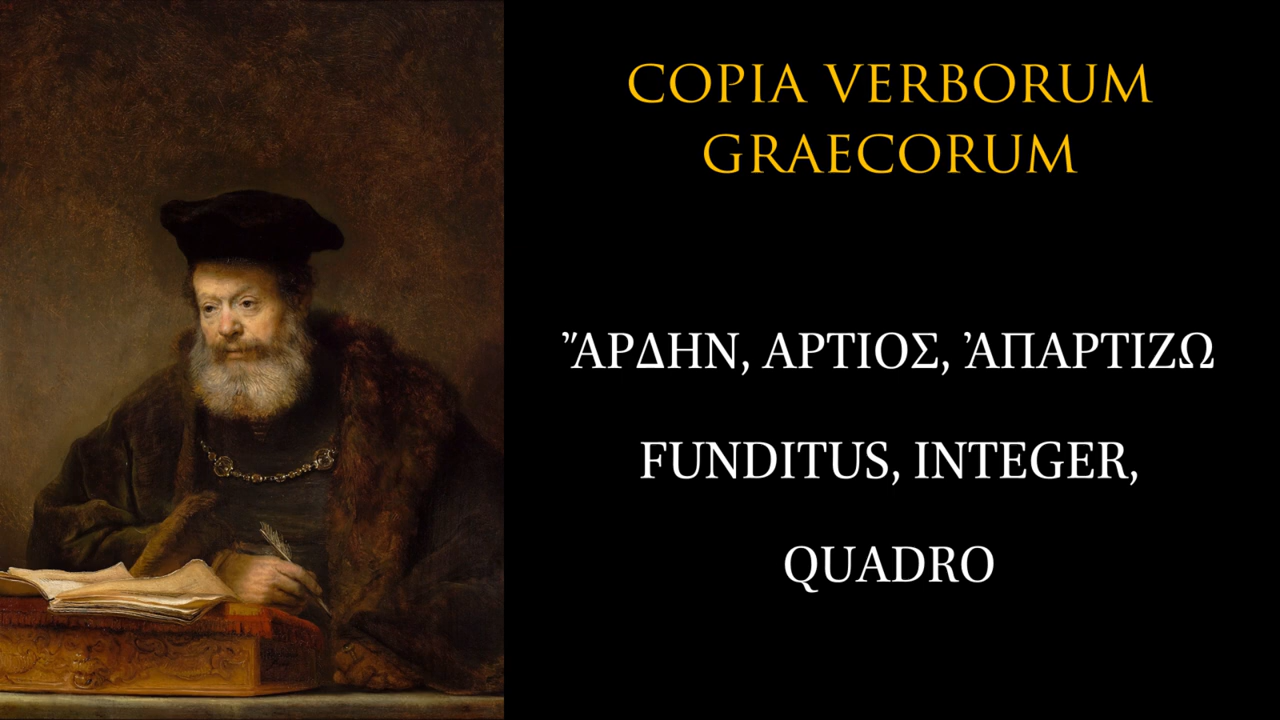 COPIA VERBORUM
GRAECORUM
ἌΡΔΗΝ, ΑΡΤΙΟΣ, ἈΠΑΡΤΙΖΩ
FUNDITUS, INTEGER,
QUADRO